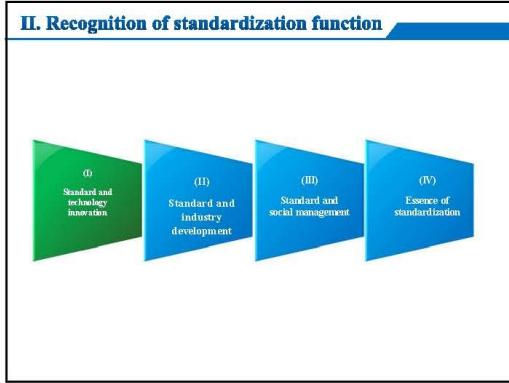 II. Recognition of standardization function
(I)
Standard and
technology
innovation
(II)
Standard and
industry
development
(III)
Standard and
social management
(IV)
Essence of
standardization